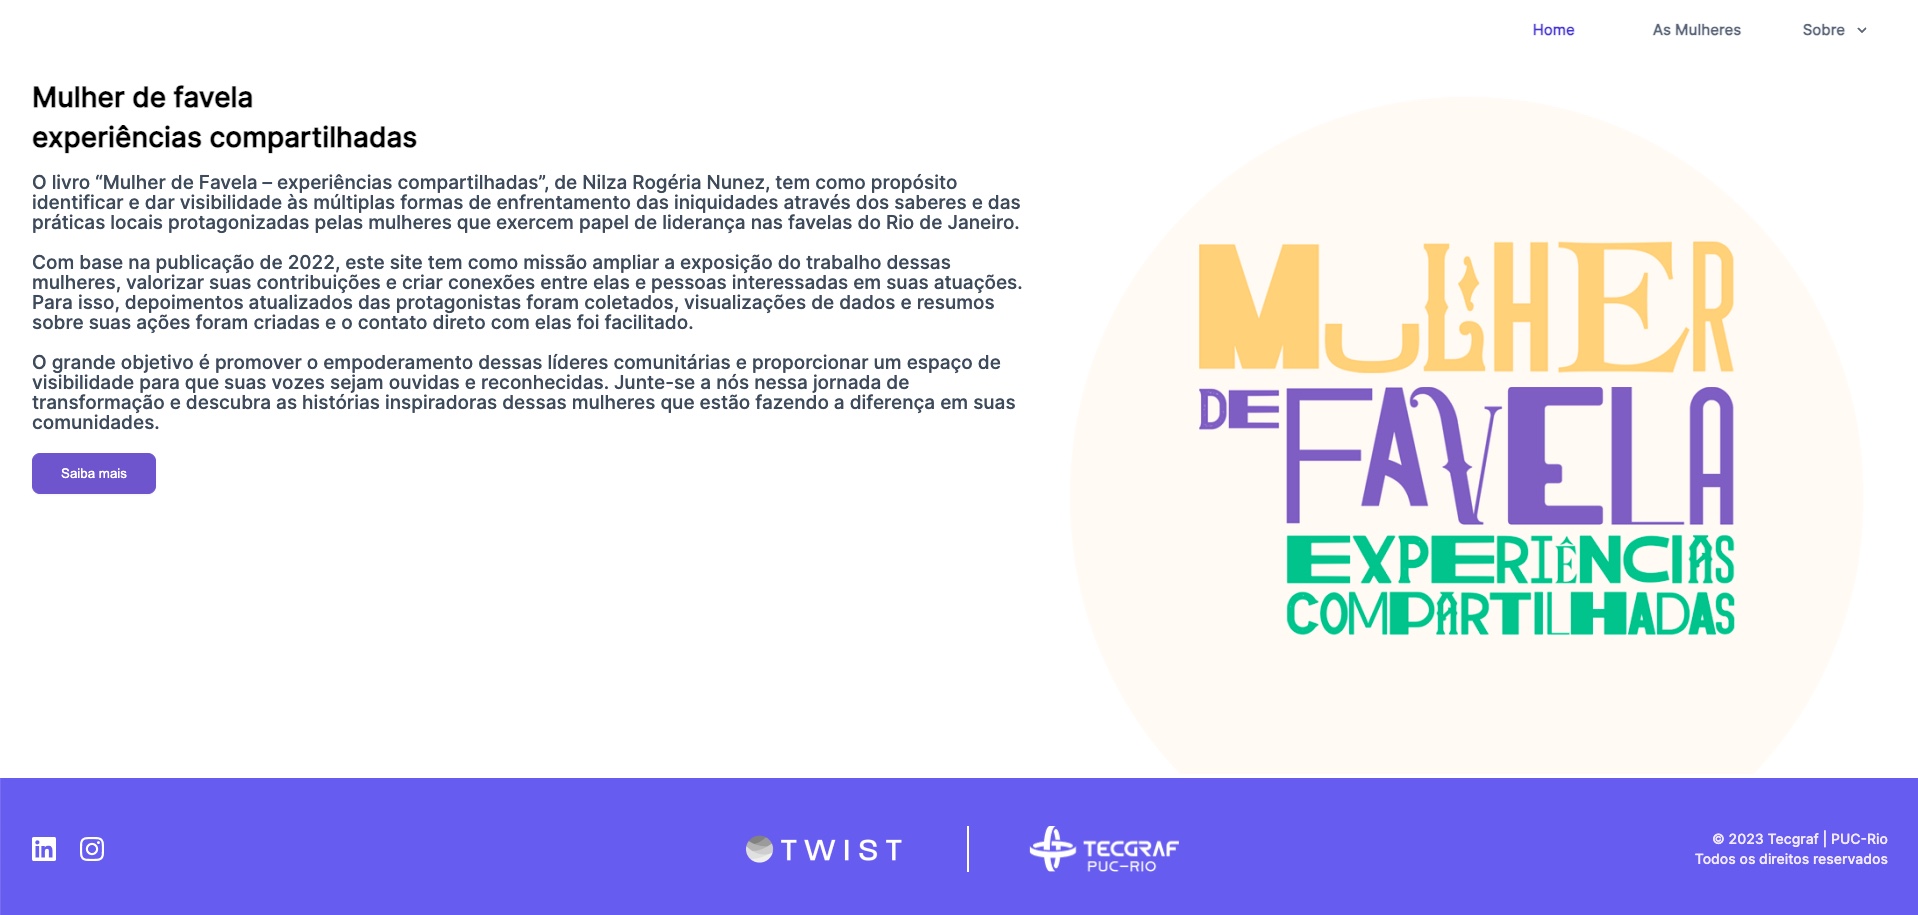 Home
As Mulheres
Sobre
Mulher de favela
experiências compartilhadas
O livro “Mulher de Favela – experiências compartilhadas”, de Nilza Rogéria Nunez, tem como propósito
identificar e dar visibilidade às múltiplas formas de enfrentamento das iniquidades através dos saberes e das
práticas locais protagonizadas pelas mulheres que exercem papel de liderança nas favelas do Rio de Janeiro.
Com base na publicação de 2022, este site tem como missão ampliar a exposição do trabalho dessas
mulheres, valorizar suas contribuições e criar conexões entre elas e pessoas interessadas em suas atuações.
Para isso, depoimentos atualizados das protagonistas foram coletados, visualizações de dados e resumos
sobre suas ações foram criadas e o contato direto com elas foi facilitado.
O grande objetivo é promover o empoderamento dessas líderes comunitárias e proporcionar um espaço de
visibilidade para que suas vozes sejam ouvidas e reconhecidas. Junte-se a nós nessa jornada de
transformação e descubra as histórias inspiradoras dessas mulheres que estão fazendo a diferença em suas
comunidades.
Saiba mais
MULHER
DE FAVELA
EXPERIÊNCIAS
COMPARTILHADAS
in
TWIST
TECGRAF
PUC-RIO
© 2023 Tecgraf | PUC-Rio
Todos os direitos reservados